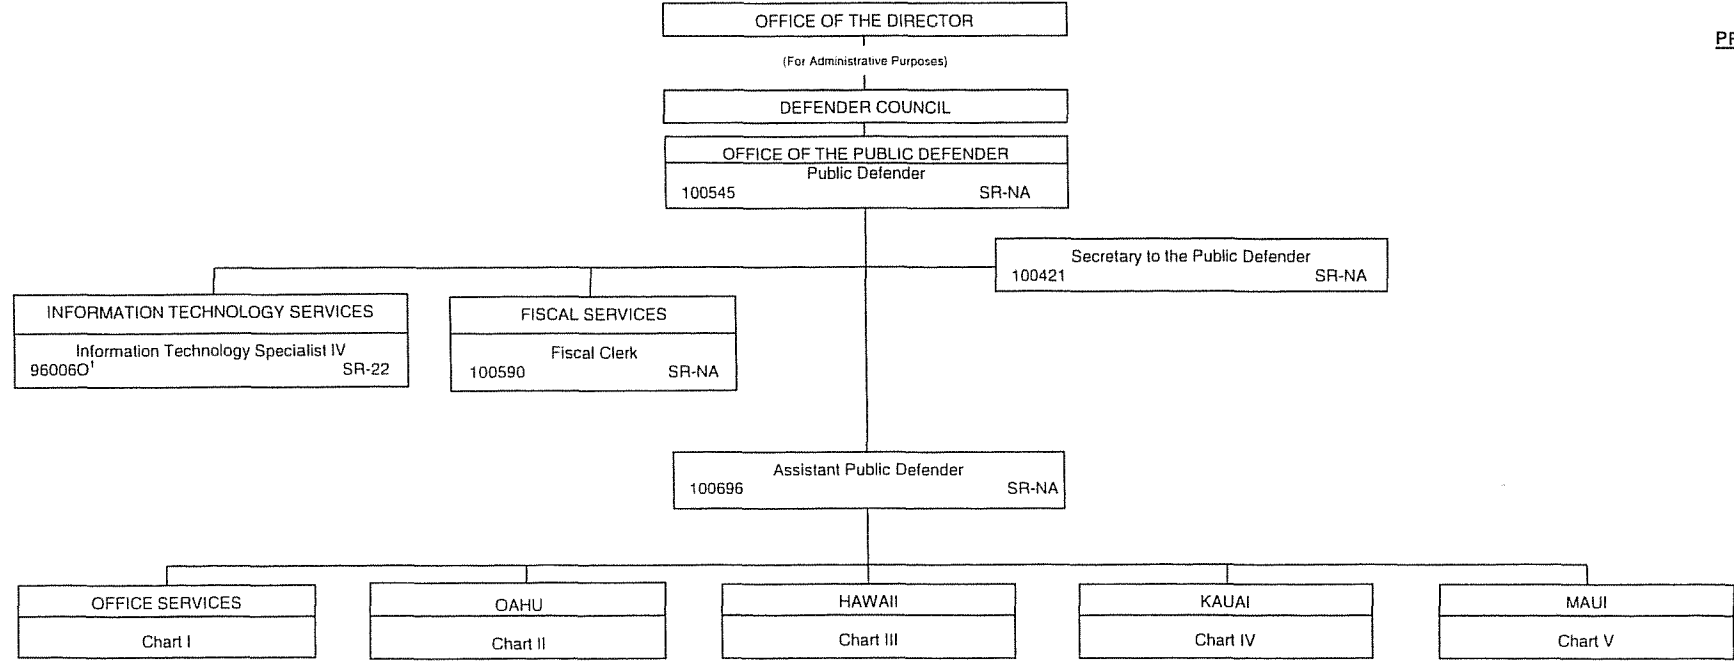 OFFICE OF THE DIRECTOR
(For Administrative Purposes)
DEFENDER COUNCIL
OFFICE OF THE PUBLIC DEFENDER
Public Defender
100545 SR-NA
Secretary to the Public Defender
100421 SR-NA
INFORMATION TECHNOLOGY SERVICES
Information Technology Specialist IV
96006O¹ SR-22
FISCAL SERVICES
Fiscal Clerk
100590 SR-NA
Assistant Public Defender
100696 SR-NA
OFFICE SERVICES
Chart I
OAHU
Chart II
HAWAII
Chart III
KAUAI
Chart IV
MAUI
Chart V